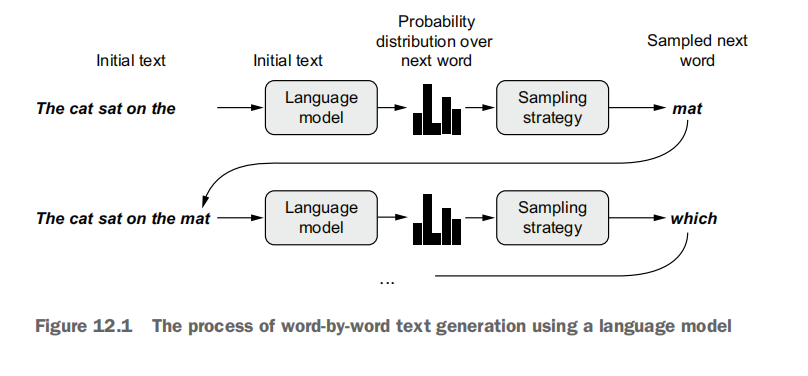 Initial text
Initial text
Probability
distribution over
next word
Sampled next
word
The cat sat on the
Language
model
Sampling
strategy
mat
The cat sat on the mat
Language
model
Sampling
strategy
which
...
Figure 12.1 The process of word-by-word text generation using a language model